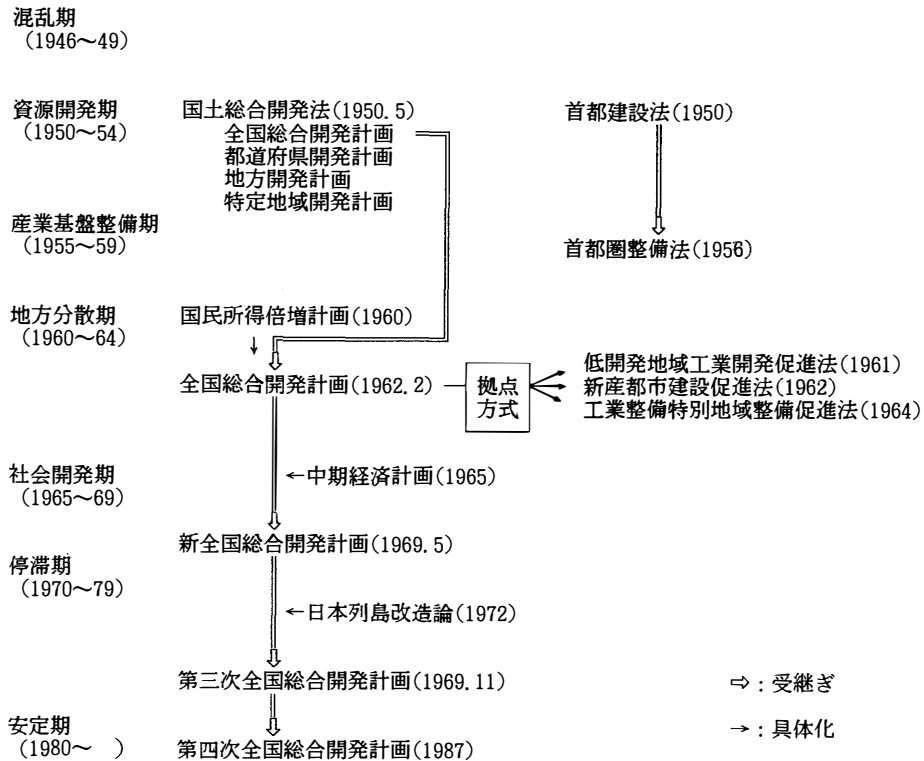 混乱期
(1946～49)
資源開発期
(1950～54)
国土総合開発法(1950.5)
全国総合開発計画
都道府県開発計画
地方開発計画
特定地域開発計画
首都建設法(1950)
産業基盤整備期
(1955～59)
首都圏整備法(1956)
地方分散期
(1960～64)
国民所得倍増計画(1960)
↓
全国総合開発計画(1962.2)
拠点
方式
低開発地域工業開発促進法(1961)
新産都市建設促進法(1962)
工業整備特別地域整備促進法(1964)
社会開発期
(1965～69)
←中期経済計画(1965)
新全国総合開発計画(1969.5)
停滞期
(1970～79)
←日本列島改造論(1972)
第三次全国総合開発計画(1969.11)
⇨：受継ぎ
→：具体化
安定期
(1980～　)
第四次全国総合開発計画(1987)